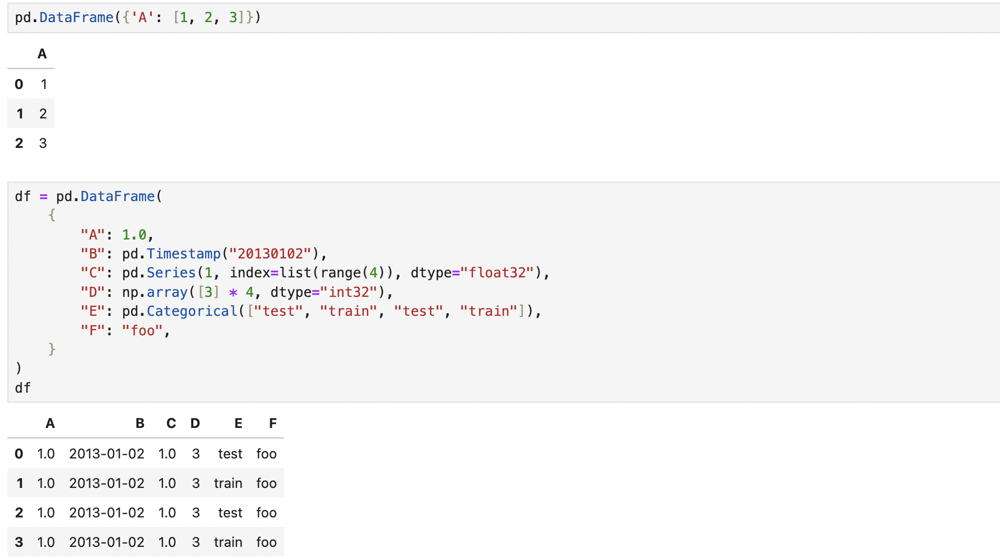 pd.DataFrame({'A': [1, 2, 3]})
A
0 1
1 2
2 3
df = pd.DataFrame(
    {
        "A": 1.0,
        "B": pd.Timestamp("20130102"),
        "C": pd.Series(1, index=list(range(4)), dtype="float32"),
        "D": np.array([3] * 4, dtype="int32"),
        "E": pd.Categorical(["test", "train", "test", "train"]),
        "F": "foo",
    }
)
df
A B C D E F
0 1.0 2013-01-02 1.0 3 test foo
1 1.0 2013-01-02 1.0 3 train foo
2 1.0 2013-01-02 1.0 3 test foo
3 1.0 2013-01-02 1.0 3 train foo